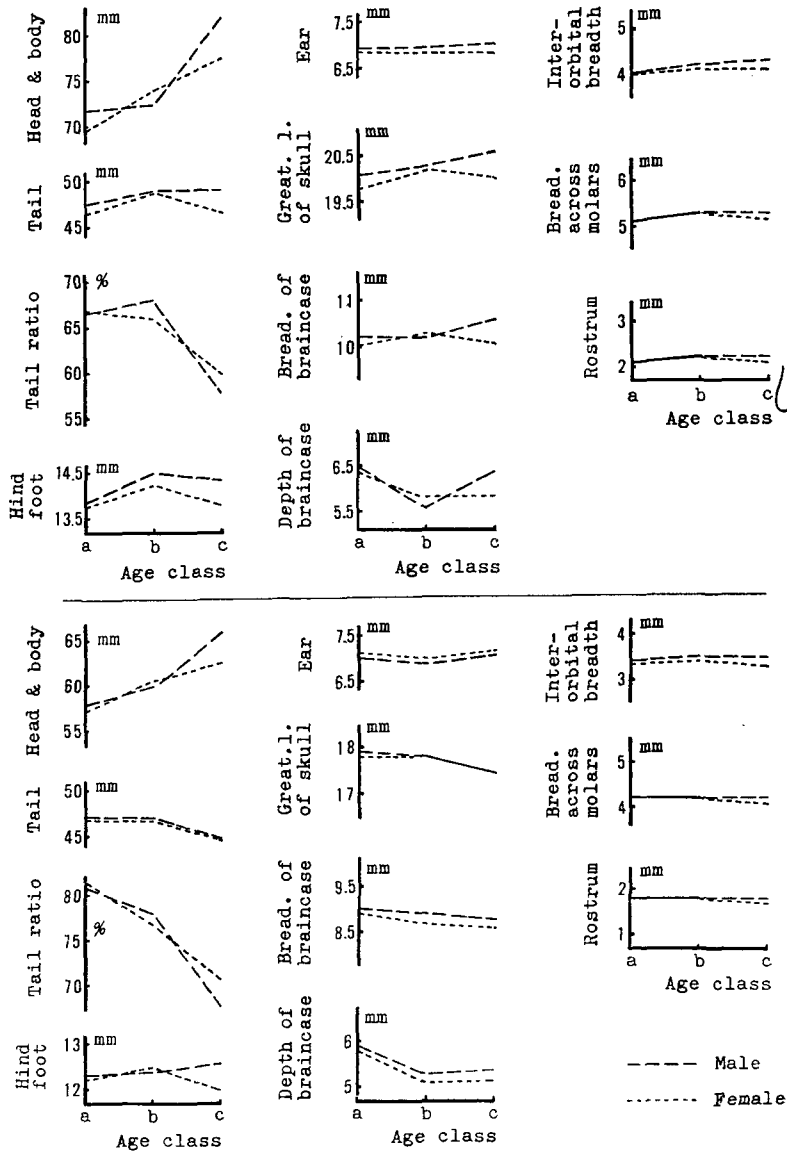 mm
80
75
70
Head & body
mm
50
45
Tail
%
70
65
60
55
Tail ratio
mm
14.5
13.5
Hind
foot
a b c
Age class
mm
7.5
6.5
Ear
mm
20.5
19.5
Great. l.
of skull
mm
11
10
Bread. of
braincase
mm
6.5
5.5
Depth of
braincase
a b c
Age class
mm
5
4
Inter-
orbital
breadth
mm
6
5
Bread.
across
molars
mm
3
2
Rostrum
a b c
Age class
mm
65
60
55
Head & body
mm
50
45
Tail
80
%
75
70
Tail ratio
mm
13
12
Hind
foot
a b c
Age class
mm
7.5
6.5
Ear
mm
18
17
Great.l.
of skull
mm
9.5
8.5
Bread. of
braincase
mm
6
5
Depth of
braincase
a b c
Age class
mm
4
3
Inter-
orbital
breadth
mm
5
4
Bread.
across
molars
mm
2
1
Rostrum
a b c
Age class
Male
Female